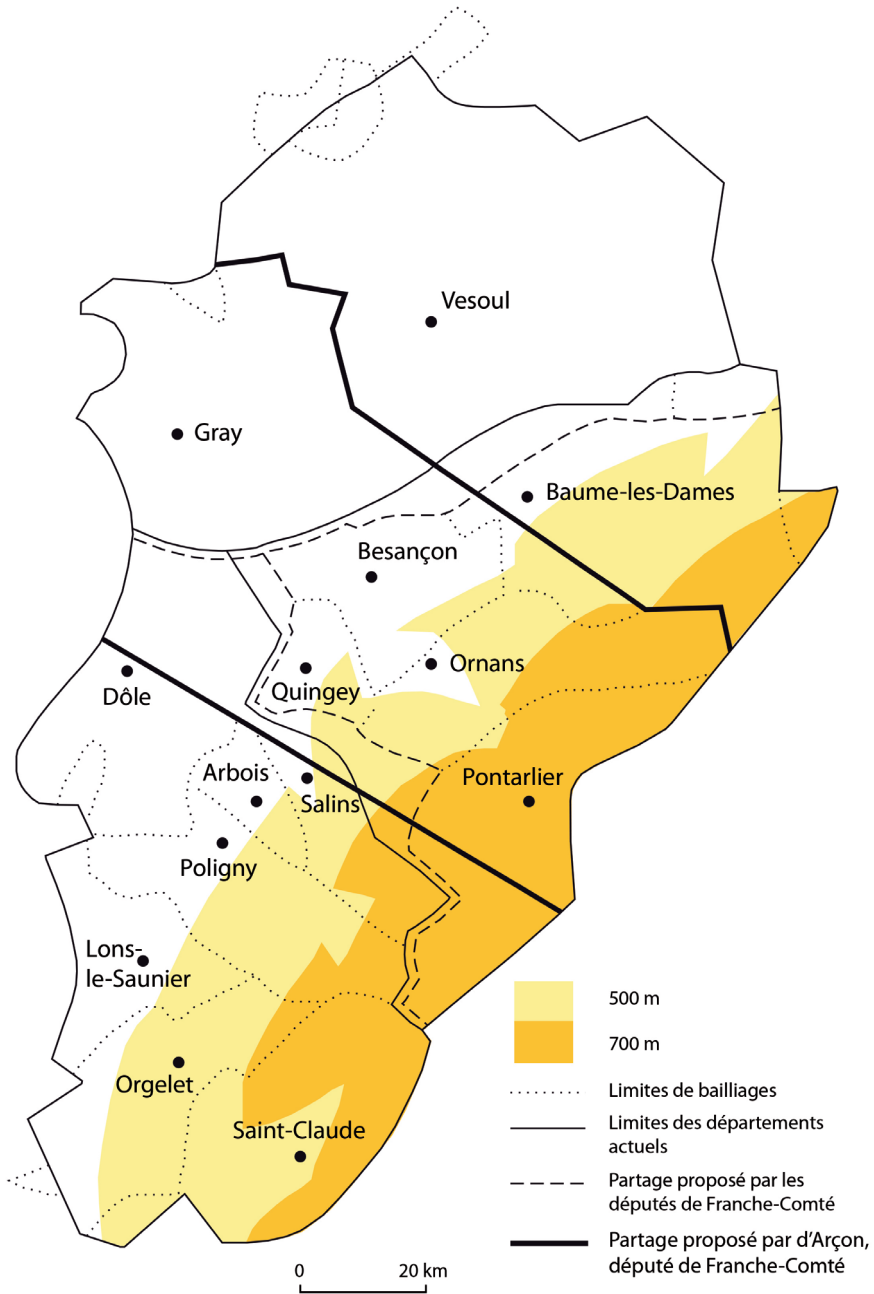 Vesoul
Gray
Baume-les-Dames
Besançon
Ornans
Quingey
Dôle
Arbois
Salins
Pontarlier
Poligny
Lons-
le-Saunier
Orgelet
Saint-Claude
500 m
700 m
Limites de bailliages
Limites des départements
actuels
Partage proposé par les
députés de Franche-Comté
Partage proposé par d'Arçon,
député de Franche-Comté
0 20 km